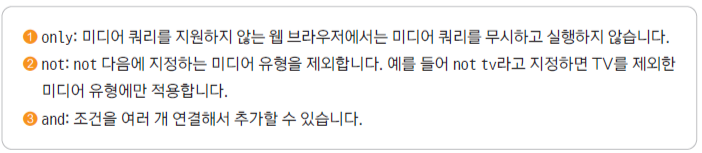 ❶ only: 미디어 쿼리를 지원하지 않는 웹 브라우저에서는 미디어 쿼리를 무시하고 실행하지 않습니다.
❷ not: not 다음에 지정하는 미디어 유형을 제외합니다. 예를 들어 not tv라고 지정하면 TV를 제외한
미디어 유형에만 적용합니다.
❸ and: 조건을 여러 개 연결해서 추가할 수 있습니다.